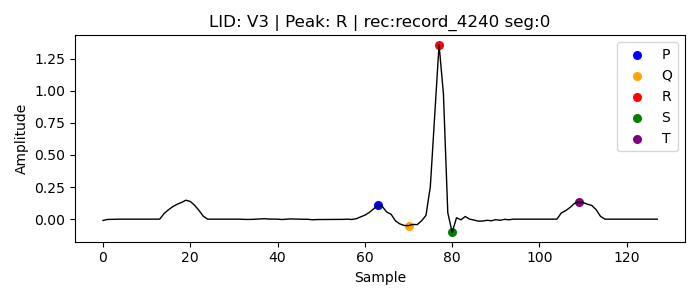 LID: V3 | Peak: R | rec:record_4240 seg:0
Amplitude
1.25
1.00
0.75
0.50
0.25
0.00
0 20 40 60 80 100 120
Sample
P
Q
R
S
T